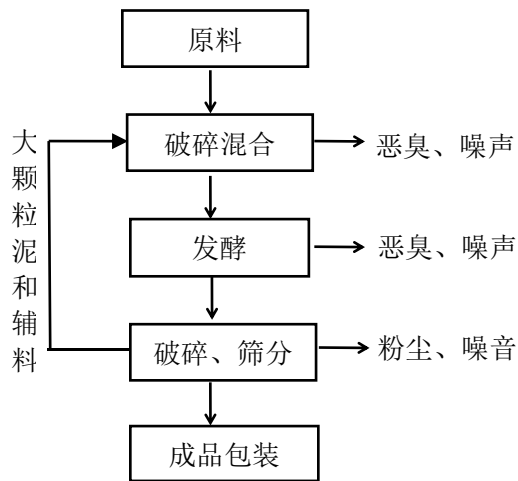 原料
破碎混合
恶臭、噪声
大颗粒泥和辅料
发酵
恶臭、噪声
破碎、筛分
粉尘、噪音
成品包装